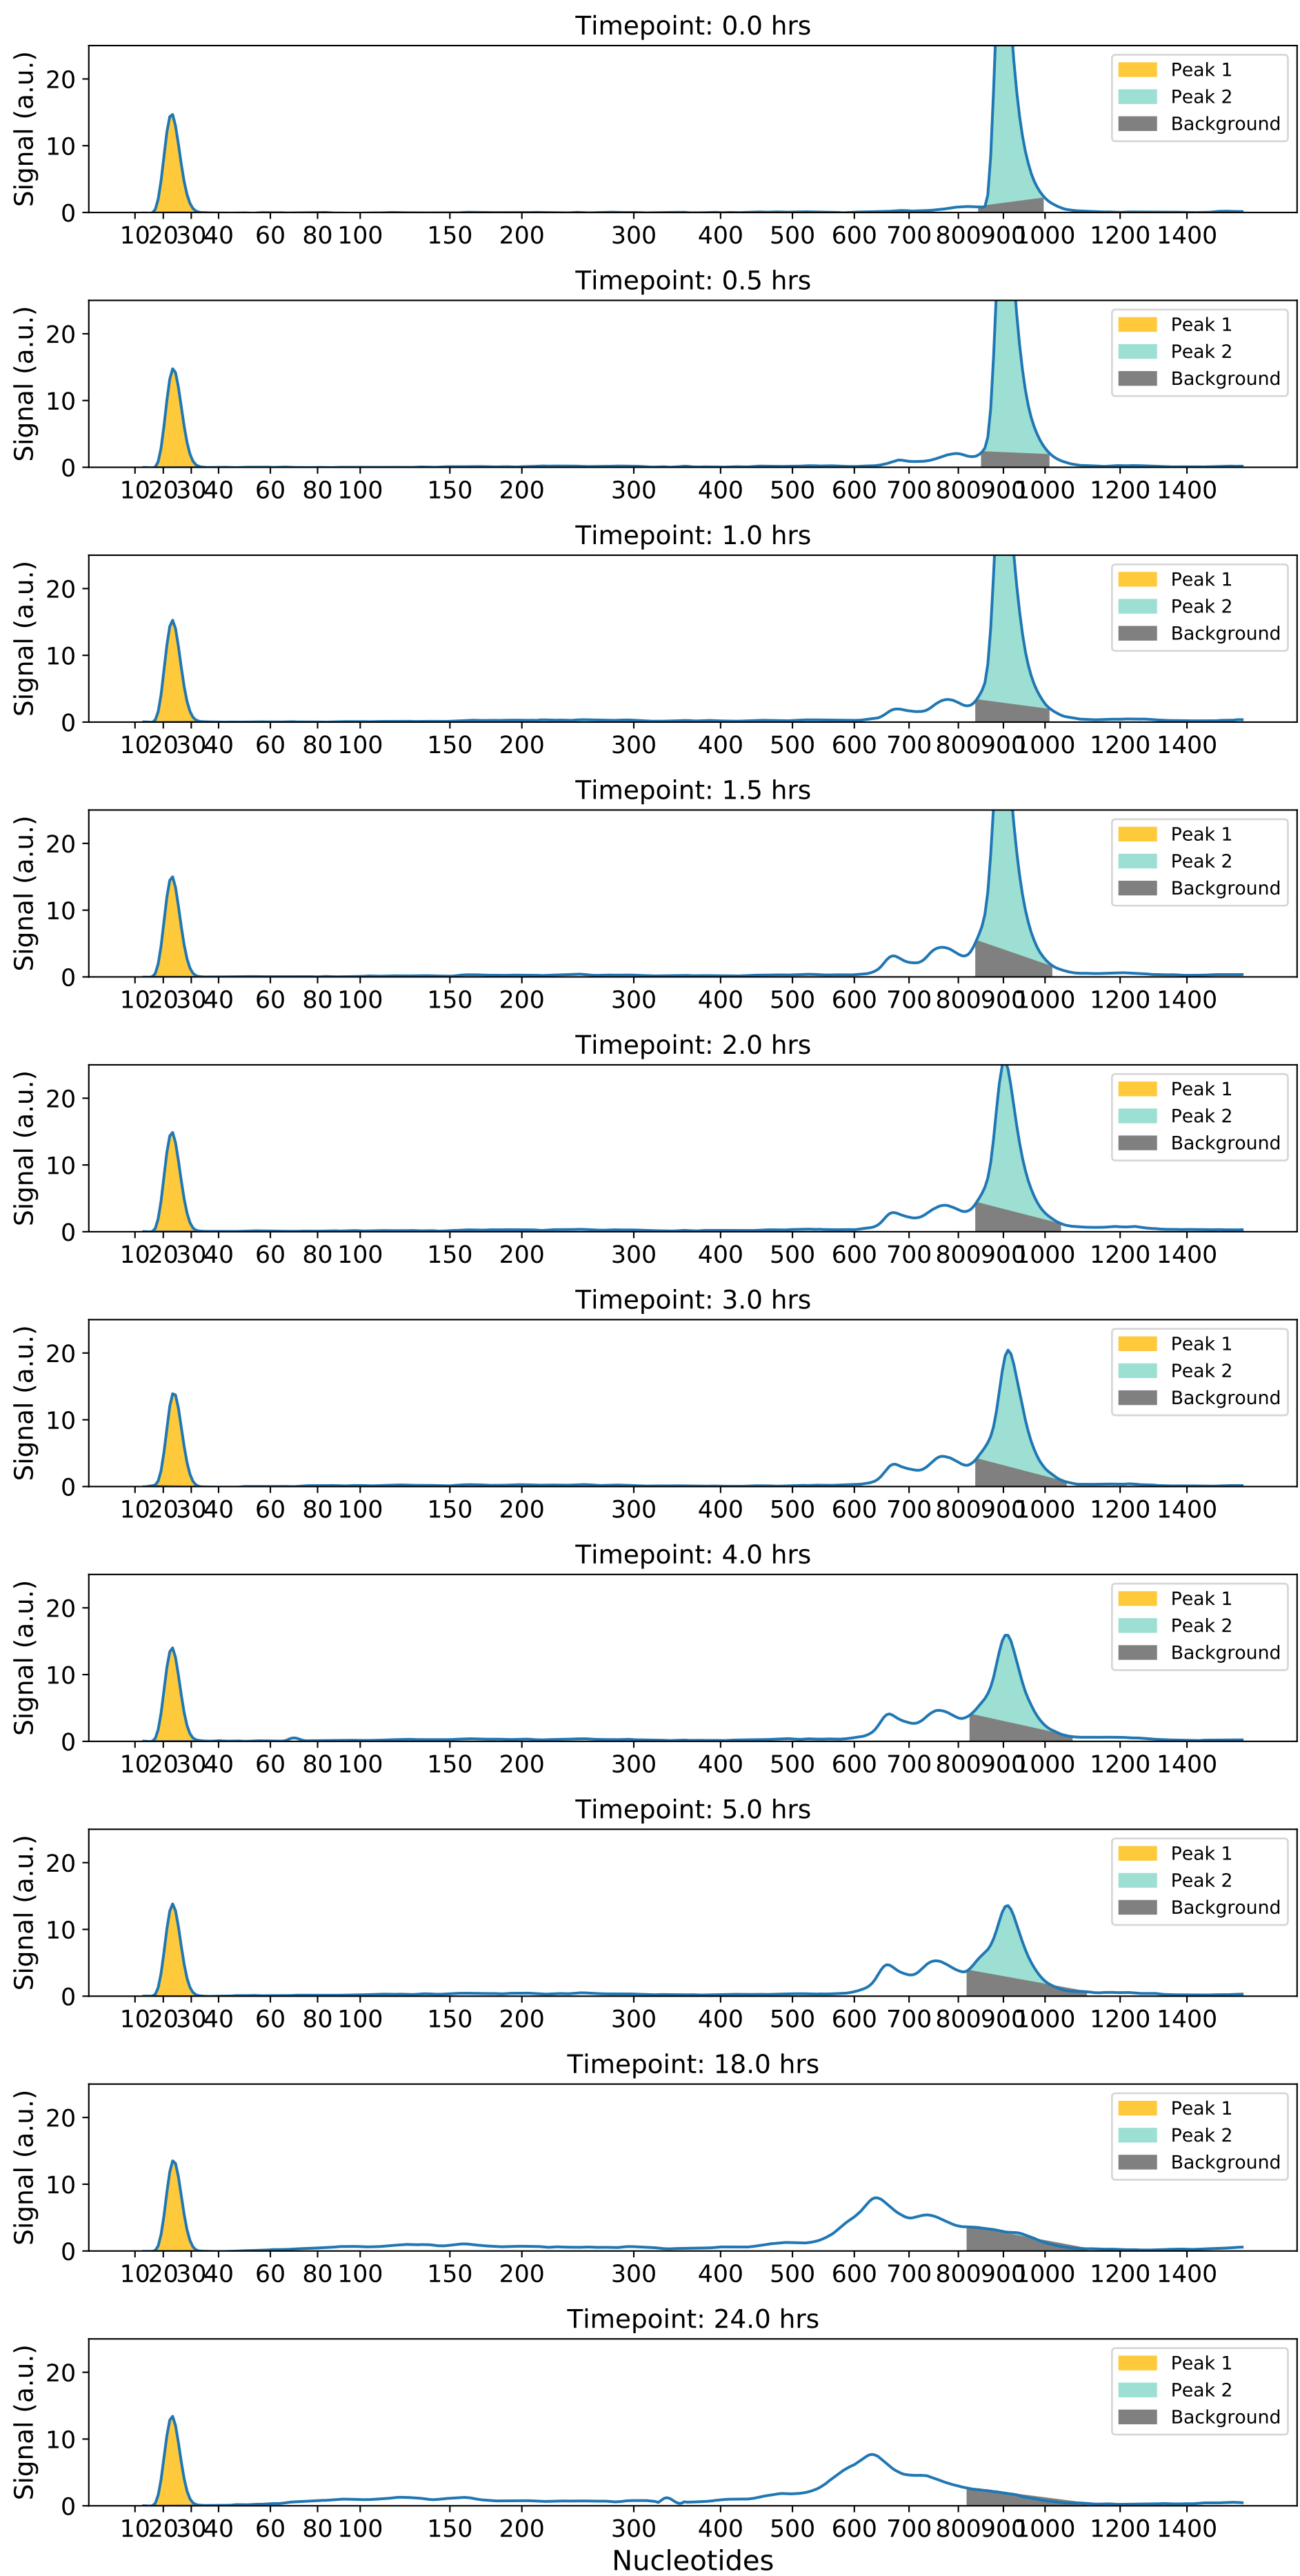 Timepoint: 0.0 hrs
Signal (a.u.)
20
10
0
Peak 1
Peak 2
Background
10 20 30 40 60 80 100 150 200 300 400 500 600 700 800 900 1000 1200 1400
Timepoint: 0.5 hrs
Signal (a.u.)
20
10
0
Peak 1
Peak 2
Background
10 20 30 40 60 80 100 150 200 300 400 500 600 700 800 900 1000 1200 1400
Timepoint: 1.0 hrs
Signal (a.u.)
20
10
0
Peak 1
Peak 2
Background
10 20 30 40 60 80 100 150 200 300 400 500 600 700 800 900 1000 1200 1400
Timepoint: 1.5 hrs
Signal (a.u.)
20
10
0
Peak 1
Peak 2
Background
10 20 30 40 60 80 100 150 200 300 400 500 600 700 800 900 1000 1200 1400
Timepoint: 2.0 hrs
Signal (a.u.)
20
10
0
Peak 1
Peak 2
Background
10 20 30 40 60 80 100 150 200 300 400 500 600 700 800 900 1000 1200 1400
Timepoint: 3.0 hrs
Signal (a.u.)
20
10
0
Peak 1
Peak 2
Background
10 20 30 40 60 80 100 150 200 300 400 500 600 700 800 900 1000 1200 1400
Timepoint: 4.0 hrs
Signal (a.u.)
20
10
0
Peak 1
Peak 2
Background
10 20 30 40 60 80 100 150 200 300 400 500 600 700 800 900 1000 1200 1400
Timepoint: 5.0 hrs
Signal (a.u.)
20
10
0
Peak 1
Peak 2
Background
10 20 30 40 60 80 100 150 200 300 400 500 600 700 800 900 1000 1200 1400
Timepoint: 18.0 hrs
Signal (a.u.)
20
10
0
Peak 1
Peak 2
Background
10 20 30 40 60 80 100 150 200 300 400 500 600 700 800 900 1000 1200 1400
Timepoint: 24.0 hrs
Signal (a.u.)
20
10
0
Peak 1
Peak 2
Background
10 20 30 40 60 80 100 150 200 300 400 500 600 700 800 900 1000 1200 1400
Nucleotides